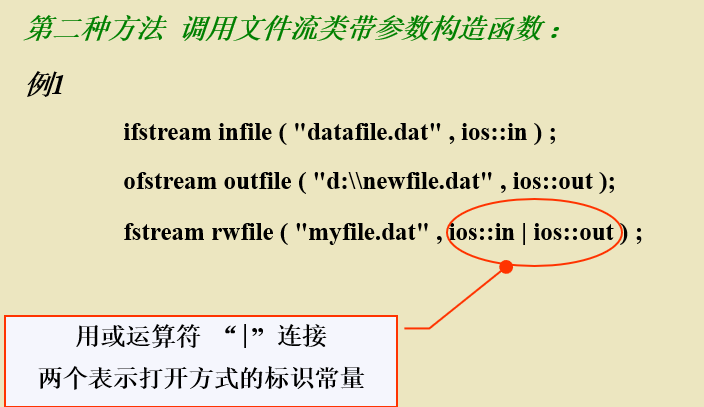 第二种方法 调用文件流类带参数构造函数：
例1
ifstream infile ( "datafile.dat" , ios::in ) ;
ofstream outfile ( "d:\\newfile.dat" , ios::out );
fstream rwfile ( "myfile.dat" , ios::in | ios::out ) ;
用或运算符 “|” 连接
两个表示打开方式的标识常量